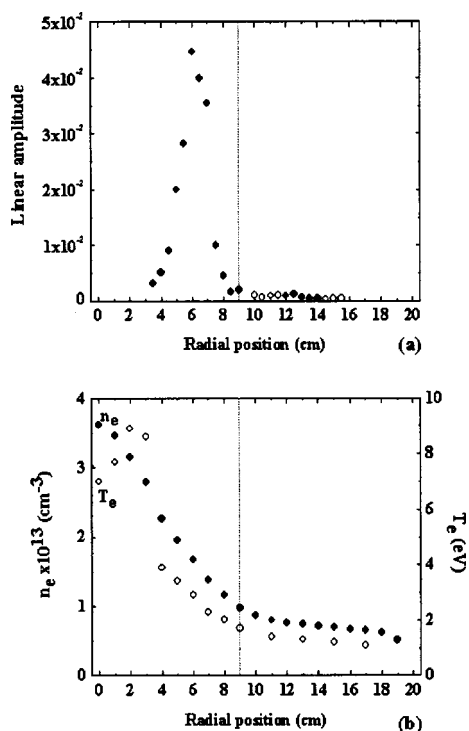 5x10⁻²
4x10⁻²
3x10⁻²
2x10⁻²
1x10⁻²
0
Linear amplitude
0 2 4 6 8 10 12 14 16 18 20
Radial position (cm)
(a)
4
3
2
1
0
nₑ x10¹³ (cm⁻³)
nₑ
Tₑ
10
8
6
4
2
0
Tₑ (eV)
0 2 4 6 8 10 12 14 16 18 20
Radial position (cm)
(b)